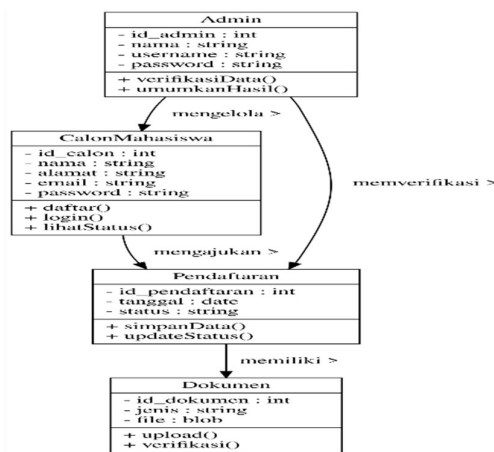 Admin
- id_admin : int
- nama : string
- username : string
- password : string
+ verifikasiData()
+ umumkanHasil()
mengelola >
CalonMahasiswa
- id_calon : int
- nama : string
- alamat : string
- email : string
- password : string
+ daftar()
+ login()
+ lihatStatus()
memverifikasi >
mengajukan >
Pendaftaran
- id_pendaftaran : int
- tanggal : date
- status : string
+ simpanData()
+ updateStatus()
memiliki >
Dokumen
- id_dokumen : int
- jenis : string
- file : blob
+ upload()
+ verifikasi()